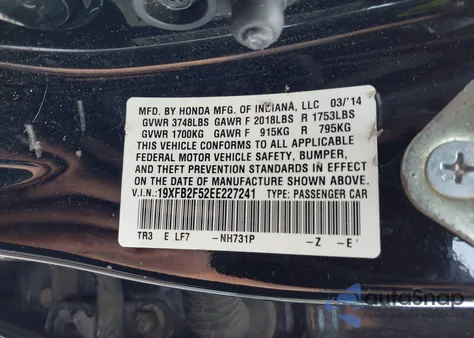 MFD. BY HONDA MFG. OF INDIANA, LLC 03/'14
GVWR 3748LBS GAWR F 2018LBS R 1753LBS
GVWR 1700KG GAWR F 915KG R 795KG
THIS VEHICLE CONFORMS TO ALL APPLICABLE
FEDERAL MOTOR VEHICLE SAFETY, BUMPER,
AND THEFT PREVENTION STANDARDS IN EFFECT
ON THE DATE OF MANUFACTURE SHOWN ABOVE.
V.I.N.:19XFB2F52EE227241 TYPE: PASSENGER CAR
TR3 E LF7 -NH731P -Z -E
autoSnap